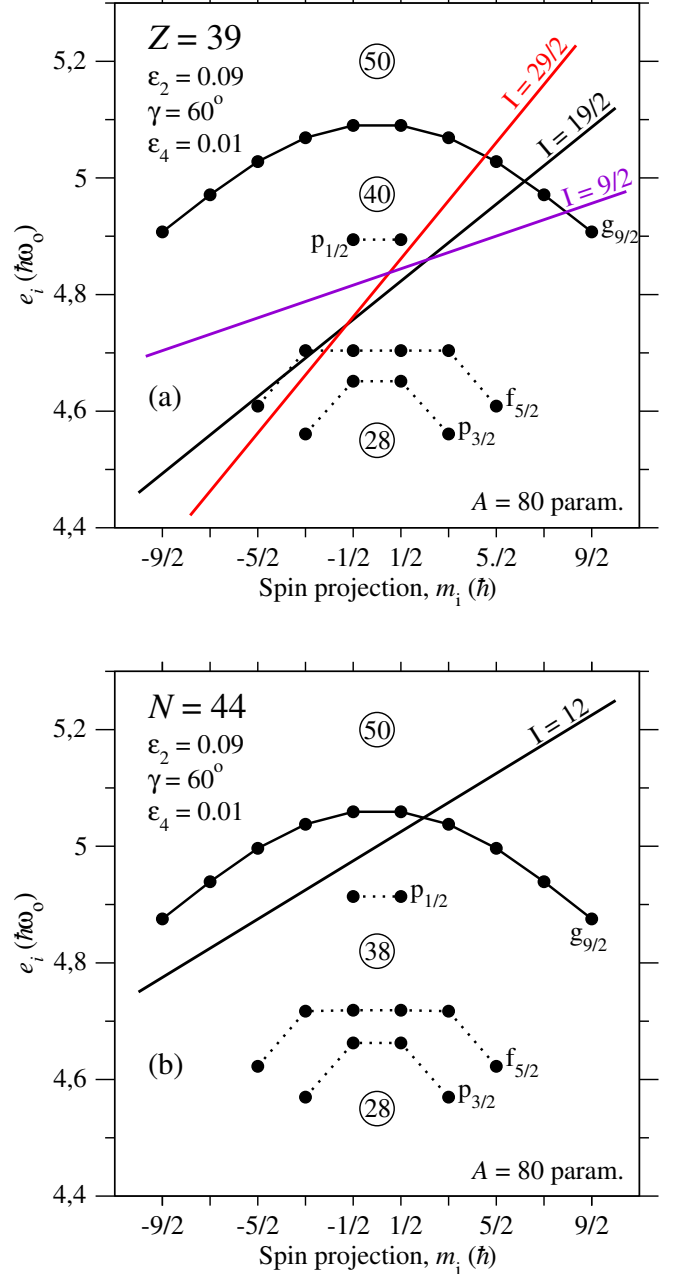 Z = 39
ε₂ = 0.09
γ = 60°
ε₄ = 0.01
50
40
28
I = 29/2
I = 19/2
I = 9/2
g9/2
p1/2
f5/2
p3/2
(a)
A = 80 param.
5,2
5
4,8
4,6
4,4
eᵢ (ħω₀)
-9/2 -5/2 -1/2 1/2 5./2 9/2
Spin projection, mᵢ (ħ)
N = 44
ε₂ = 0.09
γ = 60°
ε₄ = 0.01
50
38
28
I = 12
p1/2
g9/2
f5/2
p3/2
(b)
A = 80 param.
5,2
5
4,8
4,6
4,4
eᵢ (ħω₀)
-9/2 -5/2 -1/2 1/2 5/2 9/2
Spin projection, mᵢ (ħ)